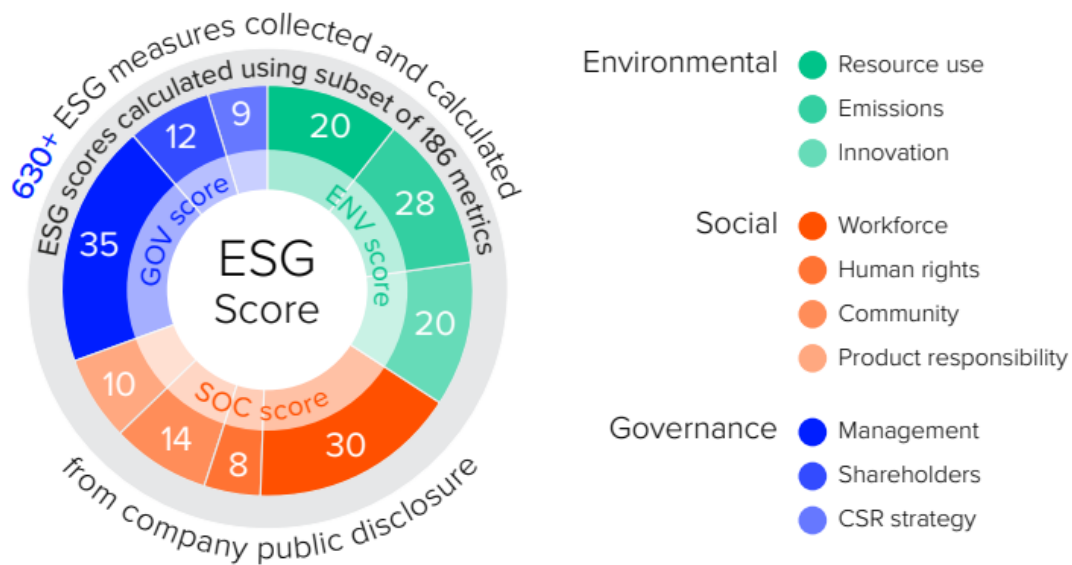 630+ ESG measures collected and calculated
ESG scores calculated using subset of 186 metrics
9
20
12
28
35
20
10
14
8
30
GOV score
ENV score
SOC score
ESG
Score
from company public disclosure
Environmental
Resource use
Emissions
Innovation
Social
Workforce
Human rights
Community
Product responsibility
Governance
Management
Shareholders
CSR strategy